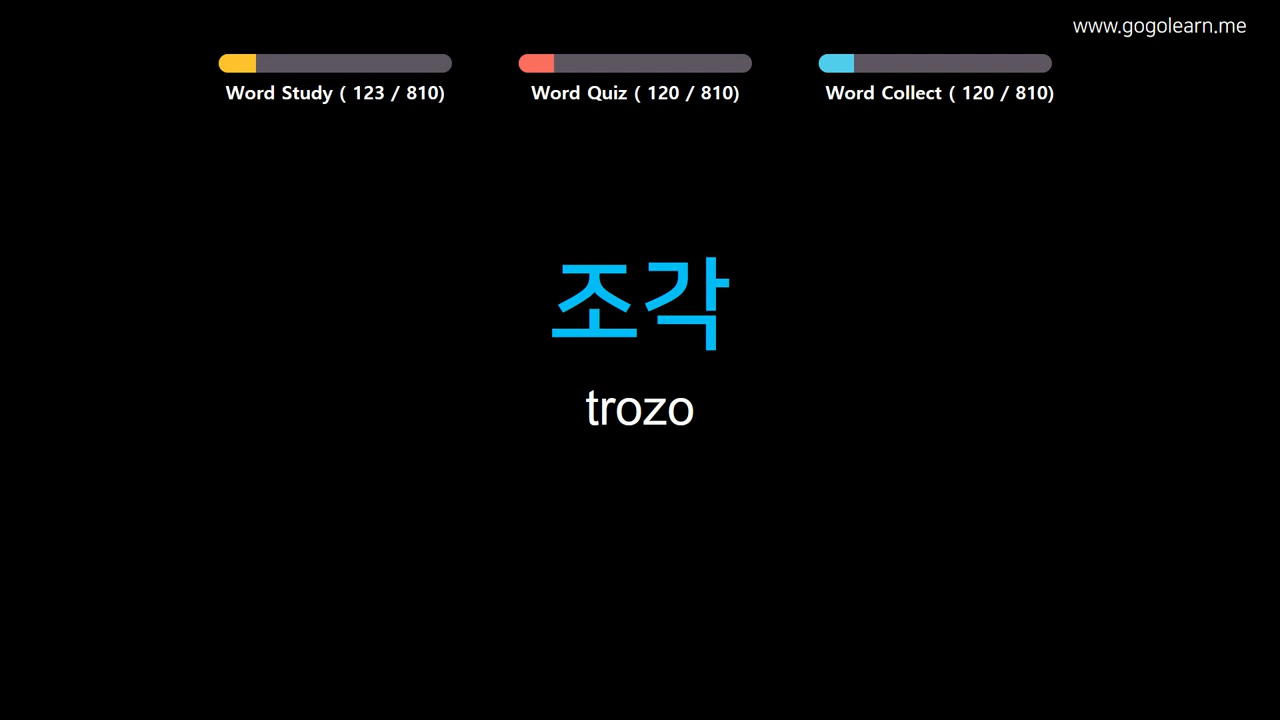 www.gogolearn.me
Word Study ( 123 / 810)
Word Quiz ( 120 / 810)
Word Collect ( 120 / 810)
조각
trozo